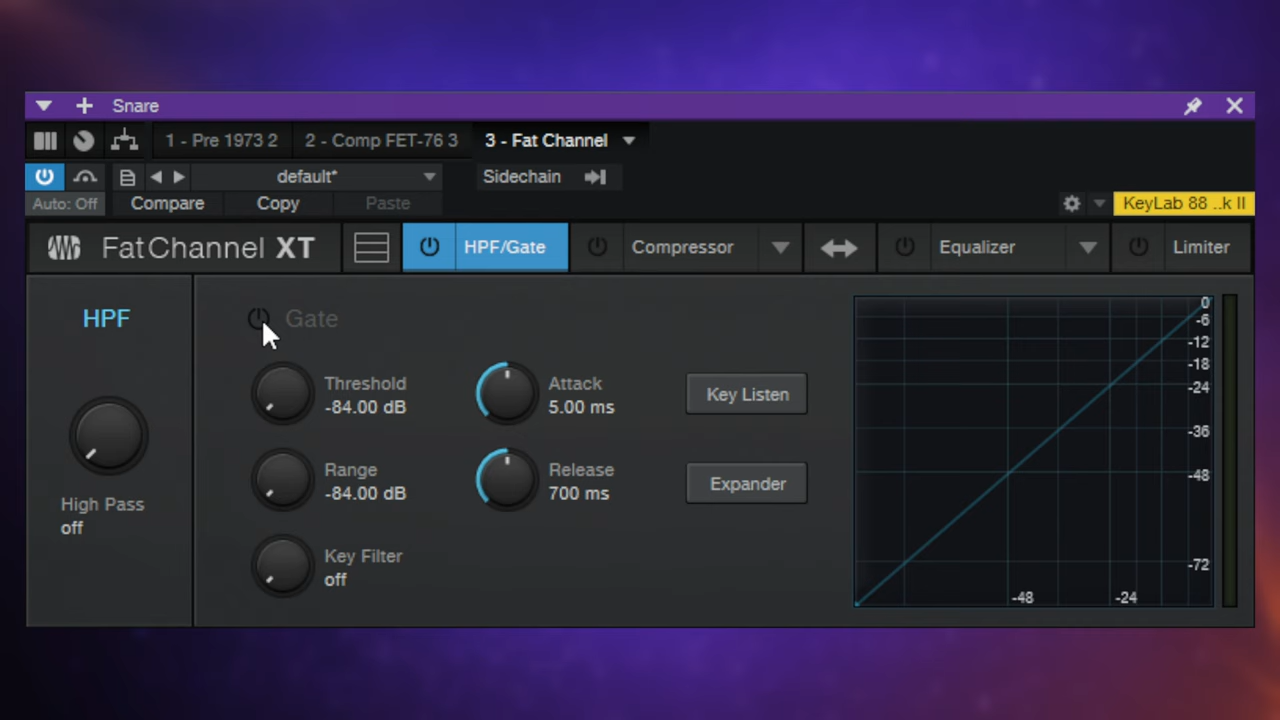 Snare
1 - Pre 1973 2 2 - Comp FET-76 3 3 - Fat Channel
default* Sidechain
Auto: Off Compare Copy Paste KeyLab 88 ..k II
FatChannel XT HPF/Gate Compressor Equalizer Limiter
HPF
High Pass
off
Gate
Threshold
-84.00 dB
Attack
5.00 ms
Key Listen
Range
-84.00 dB
Release
700 ms
Expander
Key Filter
off
0
-6
-12
-18
-24
-36
-48
-72
-48 -24